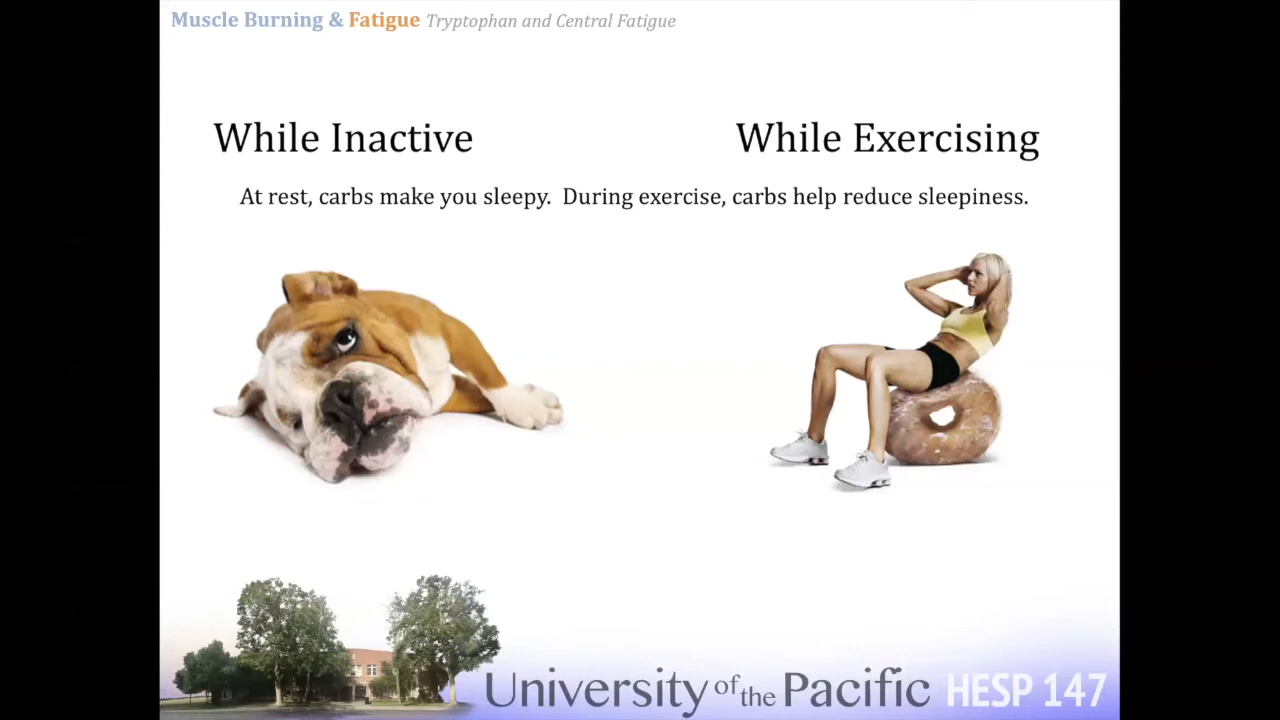 Muscle Burning & Fatigue Tryptophan and Central Fatigue
While Inactive
While Exercising
At rest, carbs make you sleepy.  During exercise, carbs help reduce sleepiness.
University of the Pacific HESP 147